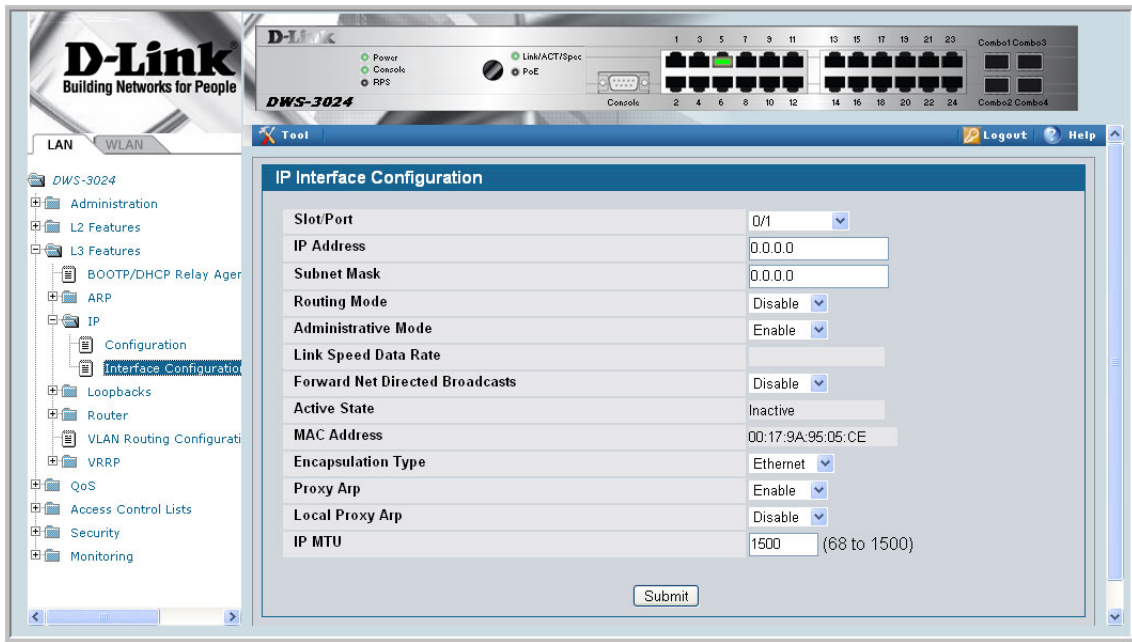 D-Link
Building Networks for People
D-Link
Power
Console
RPS
Link/ACT/Spec
PoE
DWS-3024
Console
1 3 5 7 9 11 13 15 17 19 21 23
2 4 6 8 10 12 14 16 18 20 22 24
Combo1 Combo3
Combo2 Combo4
LAN
WLAN
Tool
Logout
Help
DWS-3024
Administration
L2 Features
L3 Features
BOOTP/DHCP Relay Ager
ARP
IP
Configuration
Interface Configuratio
Loopbacks
Router
VLAN Routing Configurati
VRRP
QoS
Access Control Lists
Security
Monitoring
IP Interface Configuration
Slot/Port 0/1
IP Address 0.0.0.0
Subnet Mask 0.0.0.0
Routing Mode Disable
Administrative Mode Enable
Link Speed Data Rate
Forward Net Directed Broadcasts Disable
Active State Inactive
MAC Address 00:17:9A:95:05:CE
Encapsulation Type Ethernet
Proxy Arp Enable
Local Proxy Arp Disable
IP MTU 1500 (68 to 1500)
Submit